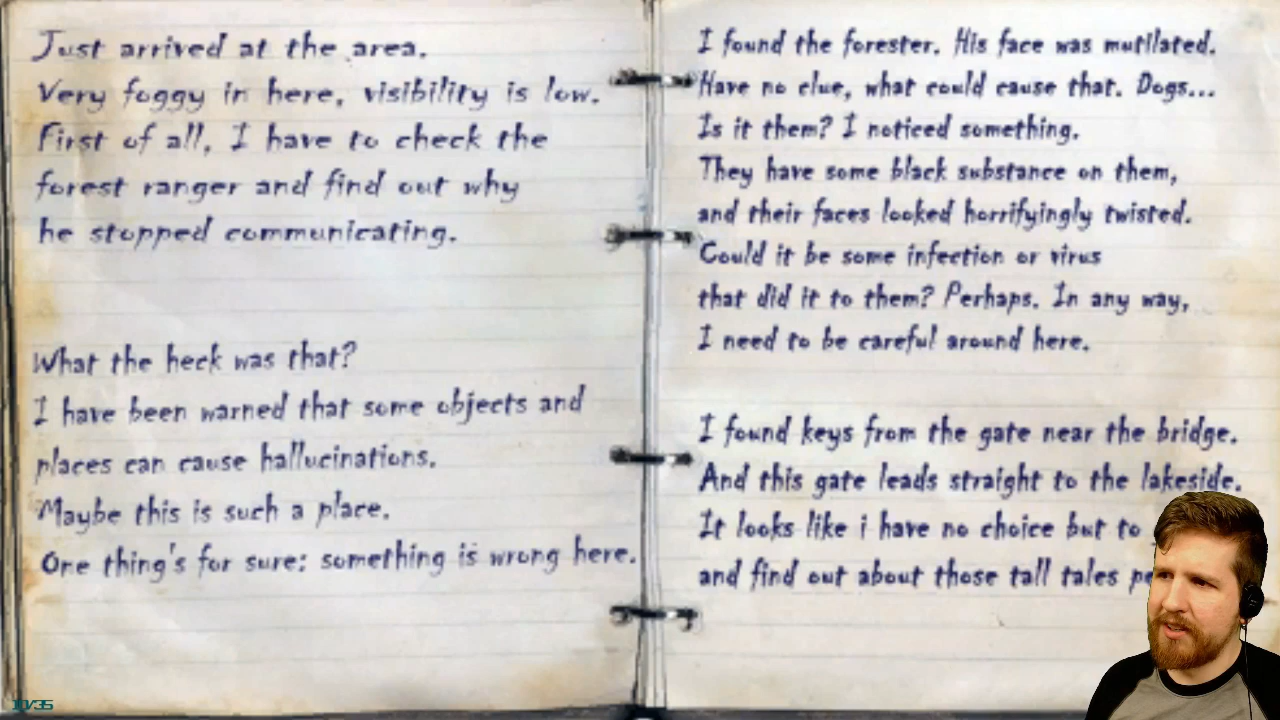 Just arrived at the area.
Very foggy in here, visibility is low.
First of all, I have to check the
forest ranger and find out why
he stopped communicating.
What the heck was that?
I have been warned that some objects and
places can cause hallucinations.
Maybe this is such a place.
One thing's for sure: something is wrong here.
I found the forester. His face was mutilated.
Have no clue, what could cause that. Dogs...
Is it them? I noticed something.
They have some black substance on them,
and their faces looked horrifyingly twisted.
Could it be some infection or virus
that did it to them? Perhaps. In any way,
I need to be careful around here.
I found keys from the gate near the bridge.
And this gate leads straight to the lakeside.
It looks like i have no choice but to
and find out about those tall tales